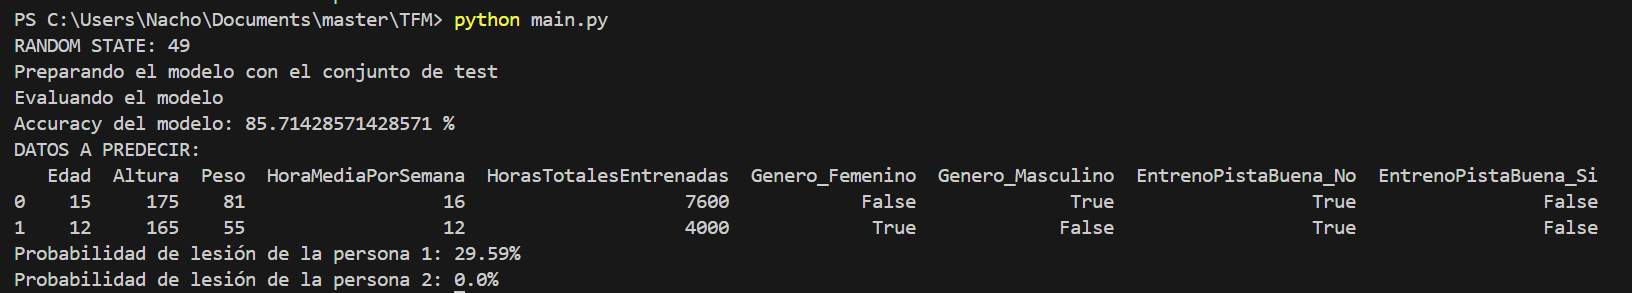 PS C:\Users\Nacho\Documents\master\TFM> python main.py
RANDOM STATE: 49
Preparando el modelo con el conjunto de test
Evaluando el modelo
Accuracy del modelo: 85.71428571428571 %
DATOS A PREDECIR:
Edad Altura Peso HoraMediaPorSemana HorasTotalesEntrenadas Genero_Femenino Genero_Masculino EntrenoPistaBuena_No EntrenoPistaBuena_Si
0 15 175 81 16 7600 False True True False
1 12 165 55 12 4000 True False True False
Probabilidad de lesión de la persona 1: 29.59%
Probabilidad de lesión de la persona 2: 0.0%